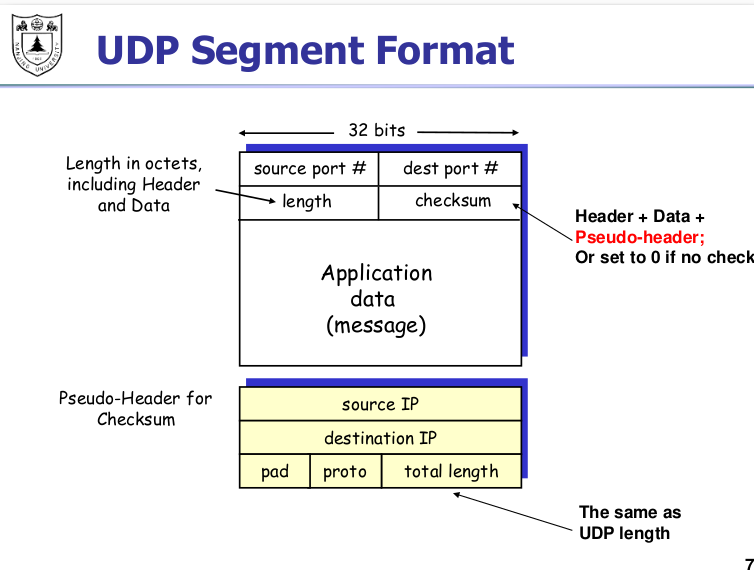 UDP Segment Format
32 bits
Length in octets,
including Header
and Data
source port # dest port #
length checksum
Header + Data +
Pseudo-header;
Or set to 0 if no check
Application
data
(message)
Pseudo-Header for
Checksum
source IP
destination IP
pad proto total length
The same as
UDP length
7